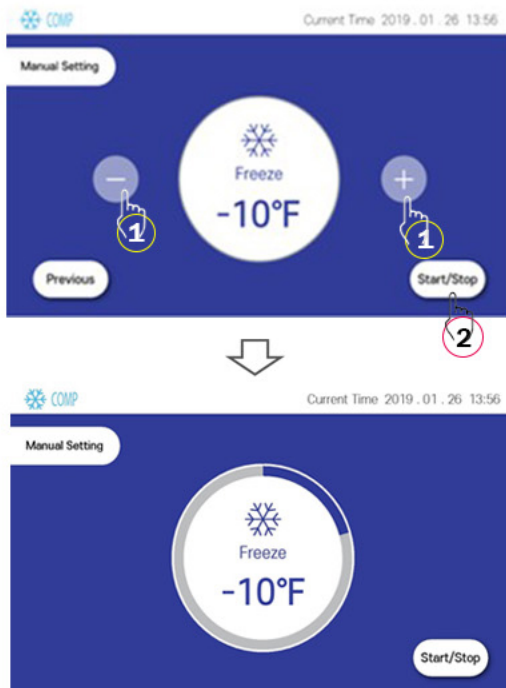 COMP Current Time 2019 . 01 . 26 13:56
Manual Setting
Freeze
− +
-10°F
1 1
Previous Start/Stop
2
COMP Current Time 2019 . 01 . 26 13:56
Manual Setting
Freeze
-10°F
Start/Stop